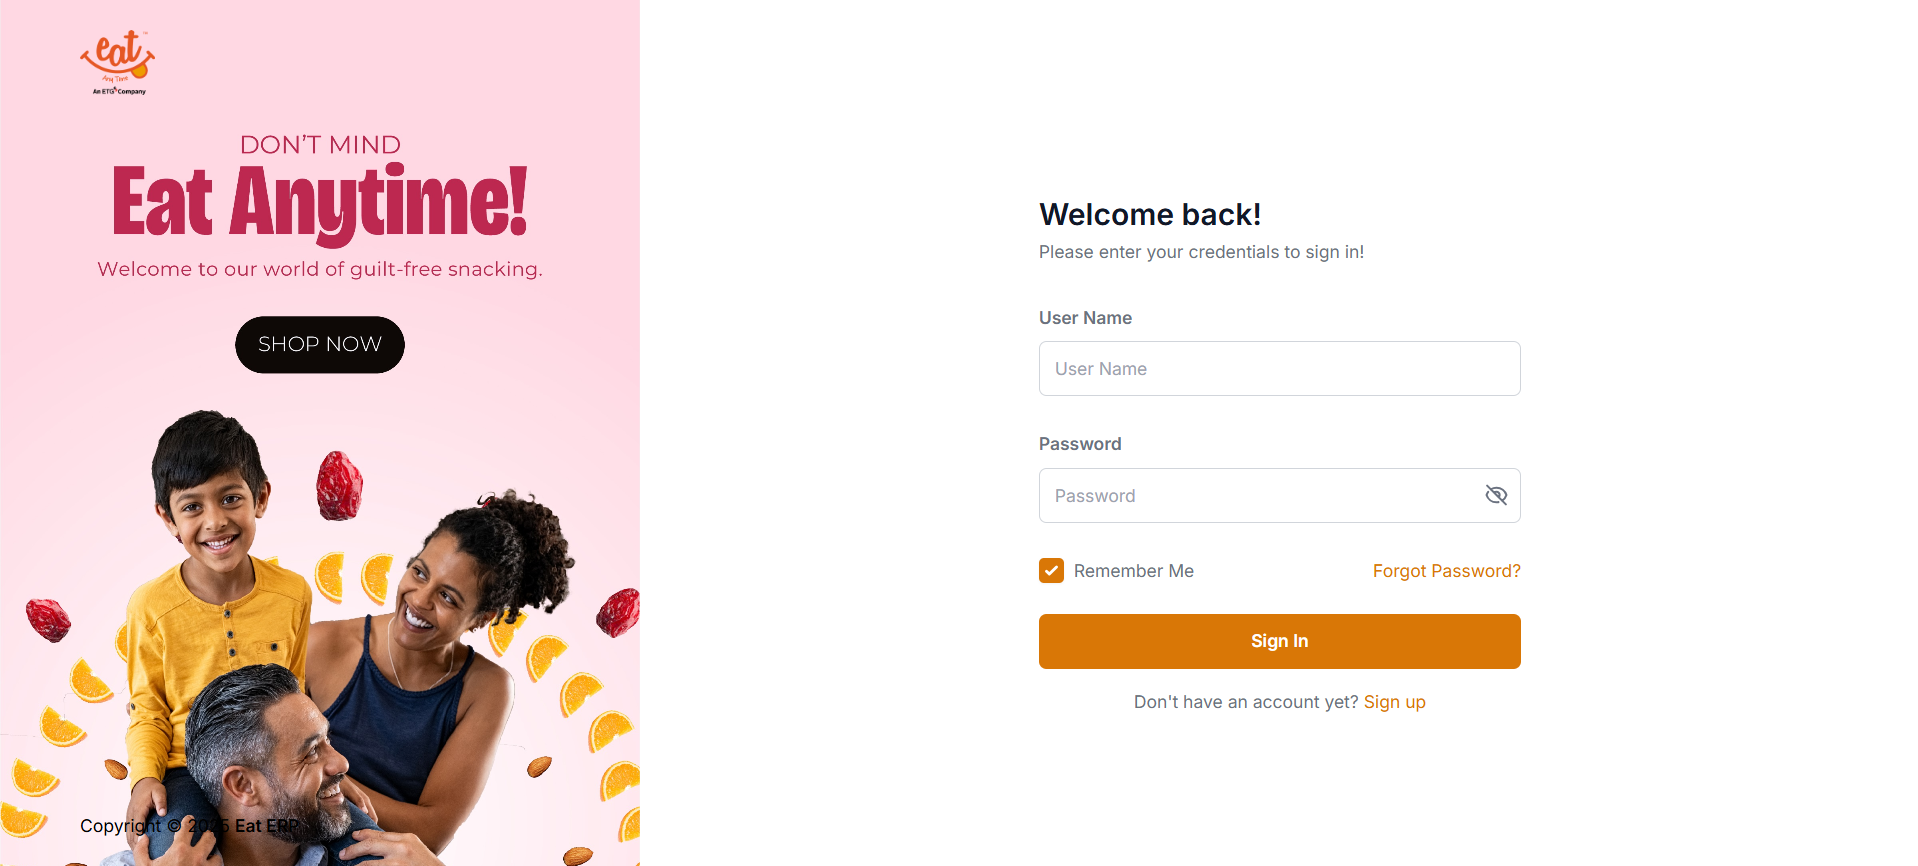 eat
Any Time
An ETG Company
DON'T MIND
Eat Anytime!
Welcome to our world of guilt-free snacking.
SHOP NOW
Copyright © 2025 Eat ERP
Welcome back!
Please enter your credentials to sign in!
User Name
User Name
Password
Password
Remember Me
Forgot Password?
Sign In
Don't have an account yet? Sign up